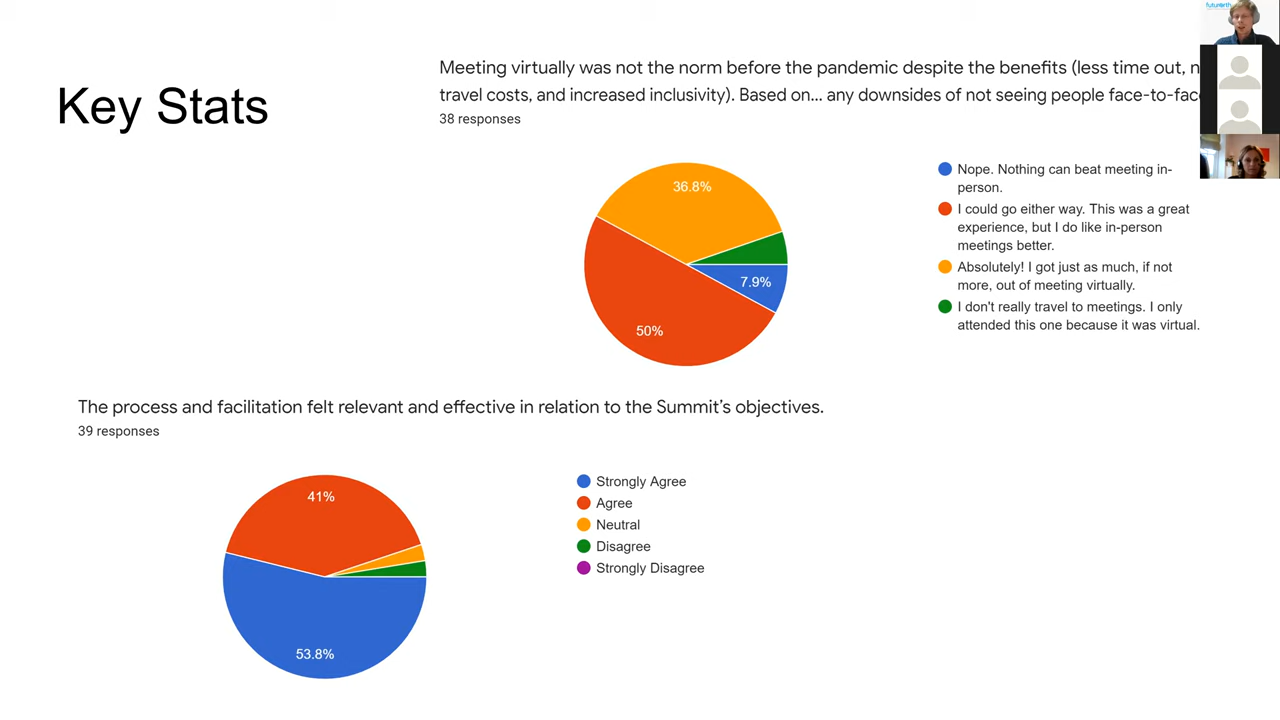 Key Stats
Meeting virtually was not the norm before the pandemic despite the benefits (less time out,
travel costs, and increased inclusivity). Based on... any downsides of not seeing people
38 responses
36.8%
7.9%
50%
Nope. Nothing can beat meeting in-
person.
I could go either way. This was a great
experience, but I do like in-person
meetings better.
Absolutely! I got just as much, if not
more, out of meeting virtually.
I don't really travel to meetings. I only
attended this one because it was virtual.
The process and facilitation felt relevant and effective in relation to the Summit's objectives.
39 responses
41%
53.8%
Strongly Agree
Agree
Neutral
Disagree
Strongly Disagree